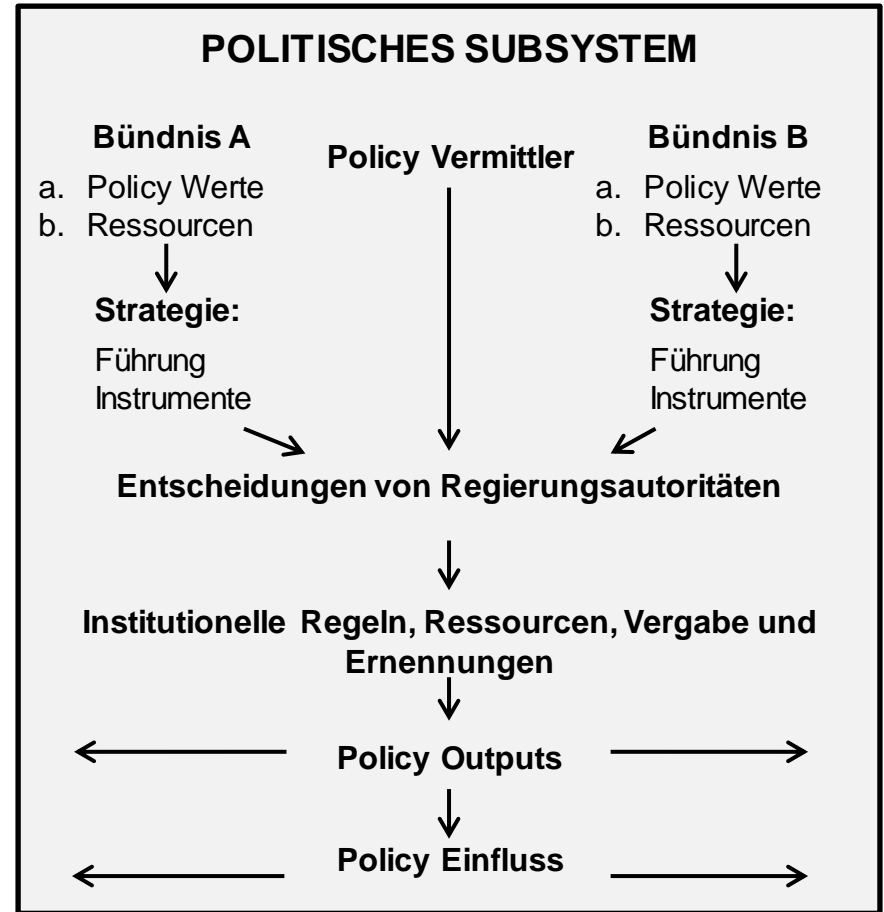 POLITISCHES SUBSYSTEM
Bündnis A
a. Policy Werte
b. Ressourcen
Strategie:
Führung
Instrumente
Policy Vermittler
Bündnis B
a. Policy Werte
b. Ressourcen
Strategie:
Führung
Instrumente
Entscheidungen von Regierungsautoritäten
Institutionelle Regeln, Ressourcen, Vergabe und
Ernennungen
Policy Outputs
Policy Einfluss